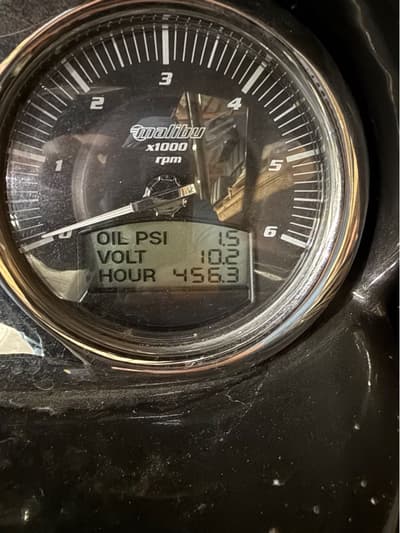 3
2
4
malibu
x1000
rpm
1
5
0
6
OIL PSI 1.5
VOLT 10.2
HOUR 456.3